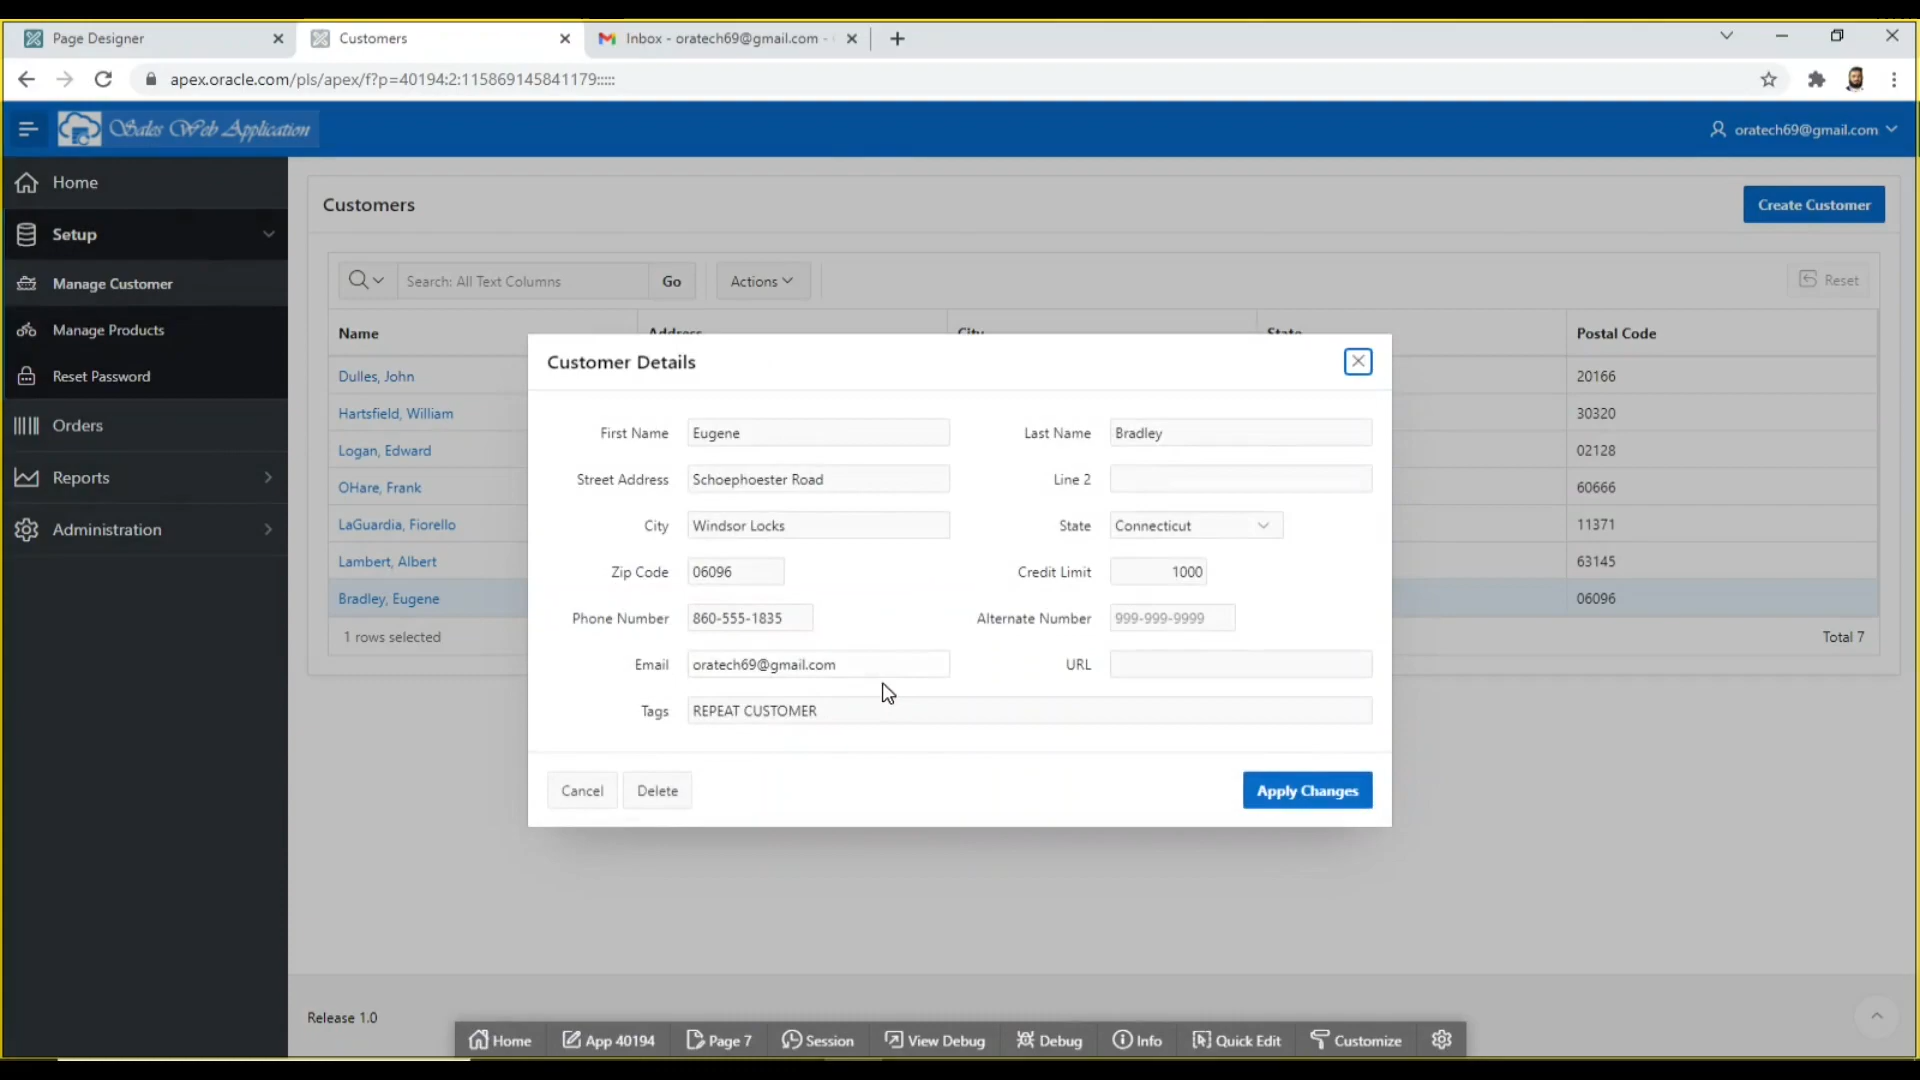 Page Designer
Customers
Inbox - oratech69@gmail.com -
apex.oracle.com/pls/apex/f?p=40194:2:115869145841179:::::
Sales Web Application
oratech69@gmail.com
Home
Setup
Manage Customer
Manage Products
Reset Password
Orders
Reports
Administration
Customers
Create Customer
Search: All Text Columns
Go
Actions
Reset
Name
Address
City
State
Postal Code
Dulles, John
20166
Hartsfield, William
30320
Logan, Edward
02128
OHare, Frank
60666
LaGuardia, Fiorello
11371
Lambert, Albert
63145
Bradley, Eugene
06096
1 rows selected
Total 7
Customer Details
First Name Eugene
Last Name Bradley
Street Address Schoephoester Road
Line 2
City Windsor Locks
State Connecticut
Zip Code 06096
Credit Limit 1000
Phone Number 860-555-1835
Alternate Number 999-999-9999
Email oratech69@gmail.com
URL
Tags REPEAT CUSTOMER
Cancel
Delete
Apply Changes
Release 1.0
Home
App 40194
Page 7
Session
View Debug
Debug
Info
Quick Edit
Customize